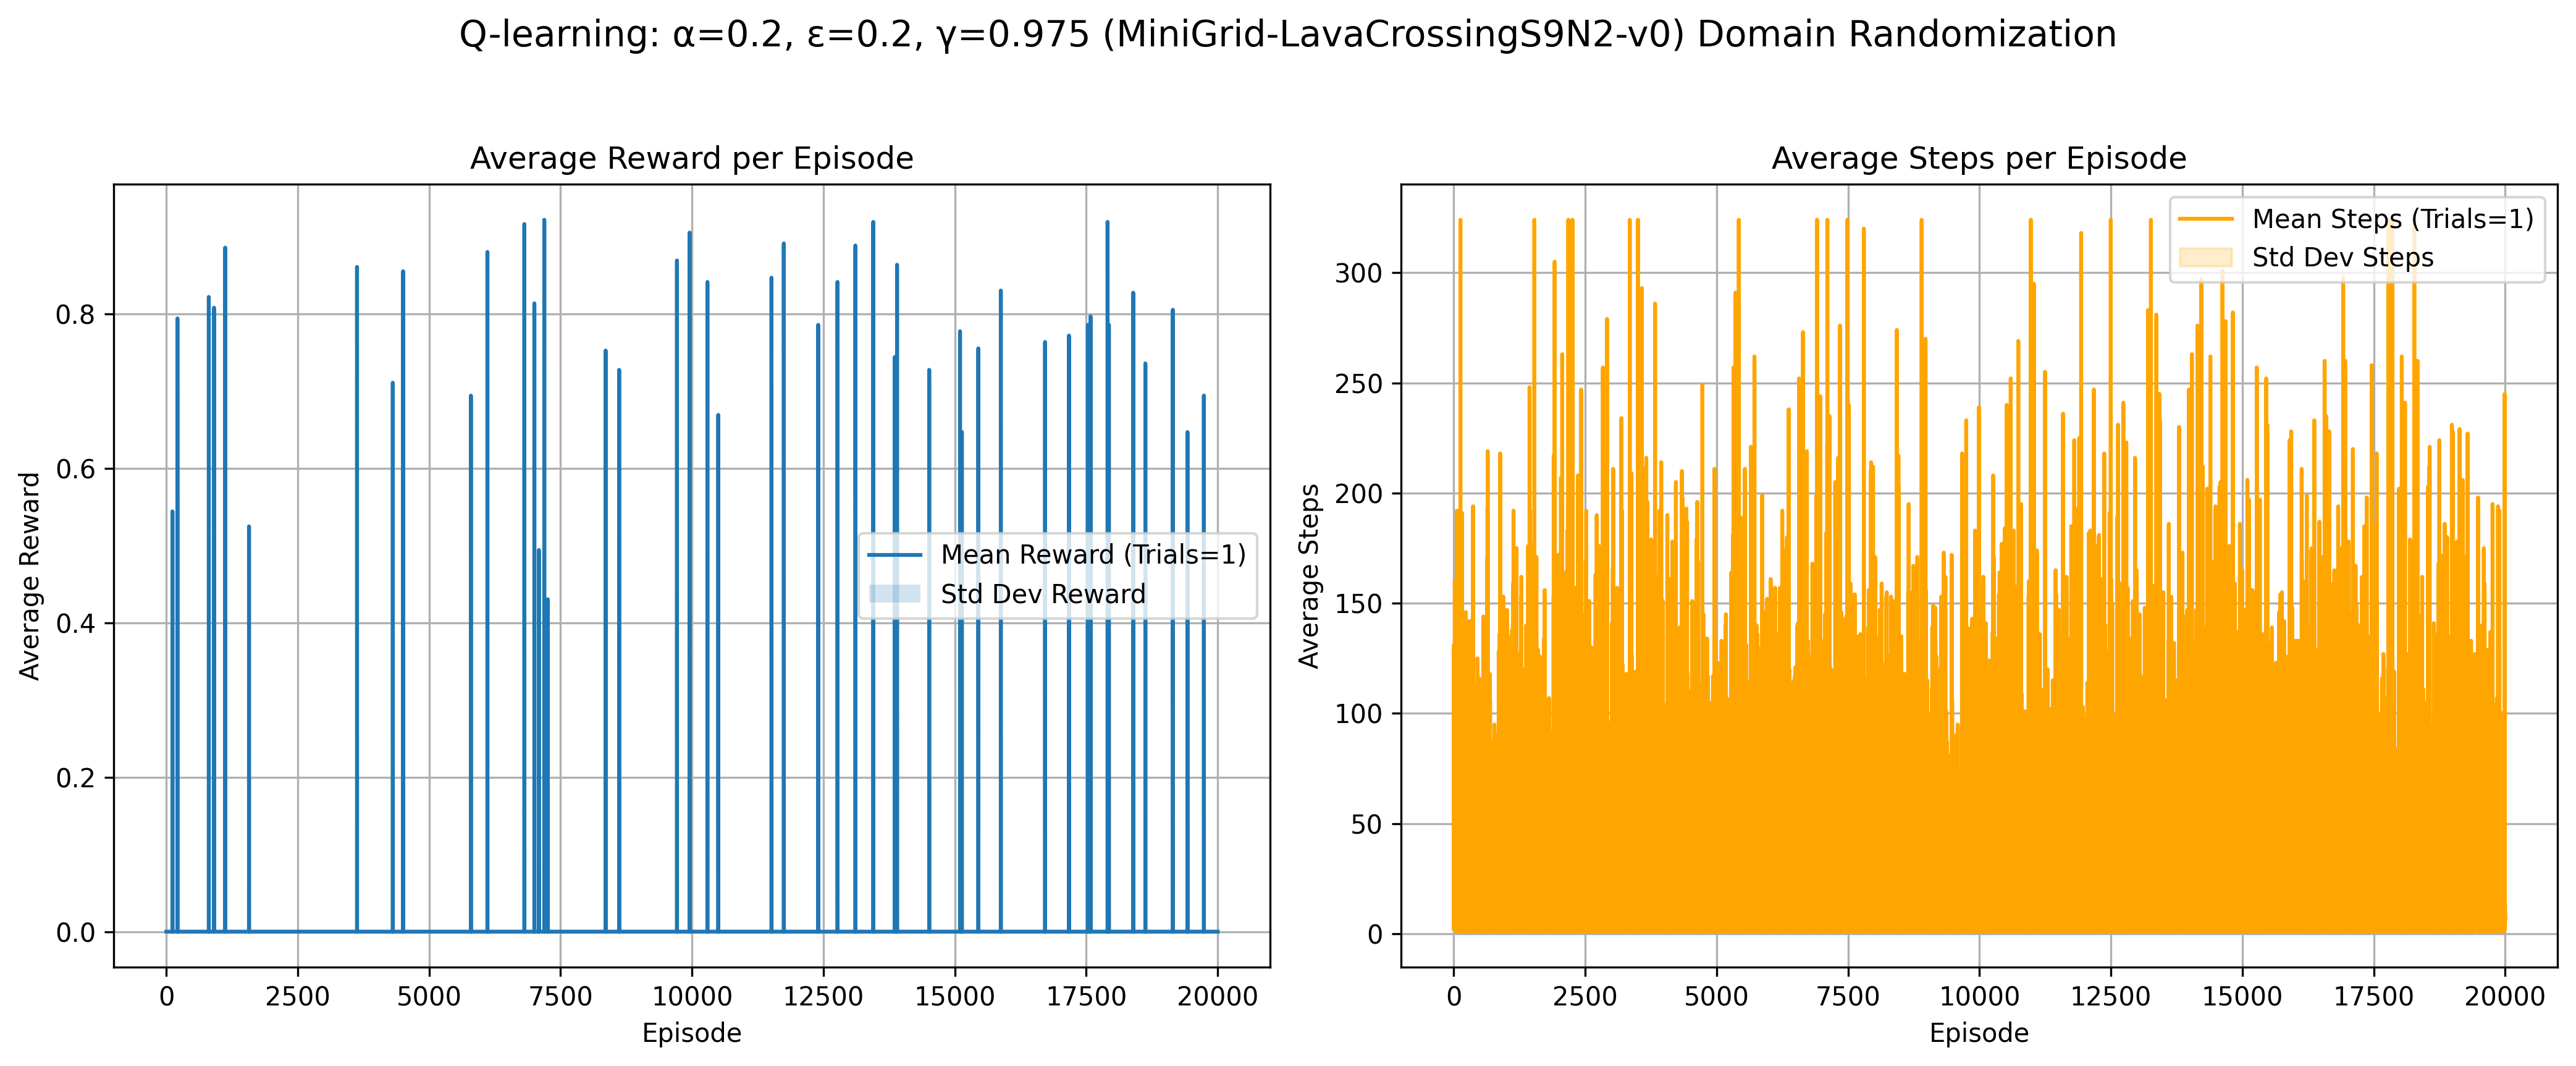 Q-learning: α=0.2, ε=0.2, γ=0.975 (MiniGrid-LavaCrossingS9N2-v0) Domain Randomization
Average Reward per Episode
Average Reward
0.8
0.6
0.4
0.2
0.0
Mean Reward (Trials=1)
Std Dev Reward
0 2500 5000 7500 10000 12500 15000 17500 20000
Episode
Average Steps per Episode
Average Steps
300
250
200
150
100
50
0
Mean Steps (Trials=1)
Std Dev Steps
0 2500 5000 7500 10000 12500 15000 17500 20000
Episode